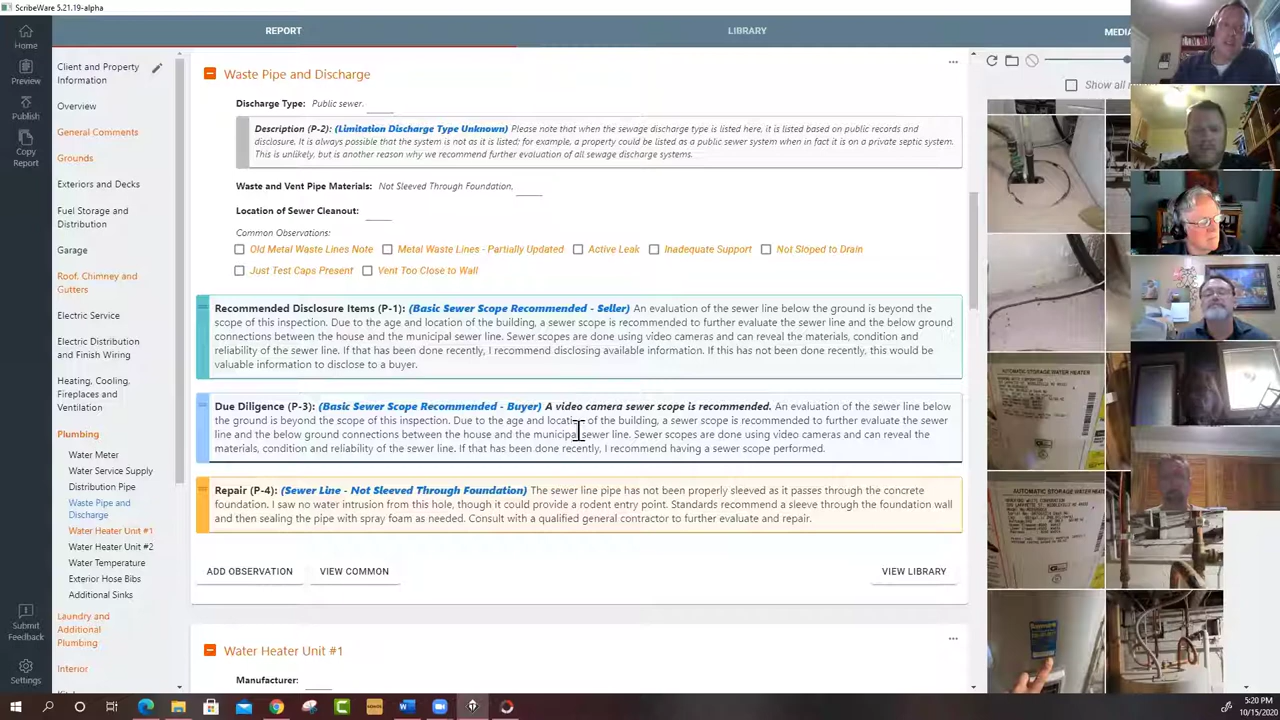 ScribeWare 5.21.19-alpha
Home
Preview
Publish
Copy
Report
Submit
Feedback
Settings
REPORT
LIBRARY
MEDIA
Client and Property
Information
Overview
General Comments
Grounds
Exteriors and Decks
Fuel Storage and
Distribution
Garage
Roof, Chimney and
Gutters
Electric Service
Electric Distribution
and Finish Wiring
Heating, Cooling,
Fireplaces and
Ventilation
Plumbing
Water Meter
Water Service Supply
Distribution Pipe
Waste Pipe and
Discharge
Water Heater Unit #1
Water Heater Unit #2
Water Temperature
Exterior Hose Bibs
Additional Sinks
Laundry and
Additional
Plumbing
Interior
Waste Pipe and Discharge
Discharge Type: Public sewer.
Description (P-2): (Limitation Discharge Type Unknown) Please note that when the sewage discharge type is listed here, it is listed based on public records and
disclosure. It is always possible that the system is not as it is listed; for example, a property could be listed as a public sewer system when in fact it is on a private septic system.
This is unlikely, but is another reason why we recommend further evaluation of all sewage discharge systems.
Waste and Vent Pipe Materials: Not Sleeved Through Foundation,
Location of Sewer Cleanout:
Common Observations:
Old Metal Waste Lines Note Metal Waste Lines - Partially Updated Active Leak Inadequate Support Not Sloped to Drain
Just Test Caps Present Vent Too Close to Wall
Recommended Disclosure Items (P-1): (Basic Sewer Scope Recommended - Seller) An evaluation of the sewer line below the ground is beyond the
scope of this inspection. Due to the age and location of the building, a sewer scope is recommended to further evaluate the sewer line and the below ground
connections between the house and the municipal sewer line. Sewer scopes are done using video cameras and can reveal the materials, condition and
reliability of the sewer line. If that has been done recently, I recommend disclosing available information. If this has not been done recently, this would be
valuable information to disclose to a buyer.
Due Diligence (P-3): (Basic Sewer Scope Recommended - Buyer) A video camera sewer scope is recommended. An evaluation of the sewer line below
the ground is beyond the scope of this inspection. Due to the age and location of the building, a sewer scope is recommended to further evaluate the sewer
line and the below ground connections between the house and the municipal sewer line. Sewer scopes are done using video cameras and can reveal the
materials, condition and reliability of the sewer line. If that has been done recently, I recommend having a sewer scope performed.
Repair (P-4): (Sewer Line - Not Sleeved Through Foundation) The sewer line pipe has not been properly sleeved as it passes through the concrete
foundation. I saw no water intrusion from this hole, though it could provide a rodent entry point. Standards recommend a sleeve through the foundation wall
and then sealing the pipe with spray foam as needed. Consult with a qualified general contractor to further evaluate and repair.
ADD OBSERVATION
VIEW COMMON
VIEW LIBRARY
Water Heater Unit #1
Manufacturer:
Show all
AUTOMATIC STORAGE WATER HEATER
AUTOMATIC STORAGE WATER HEATER
5:20 PM
10/15/2020